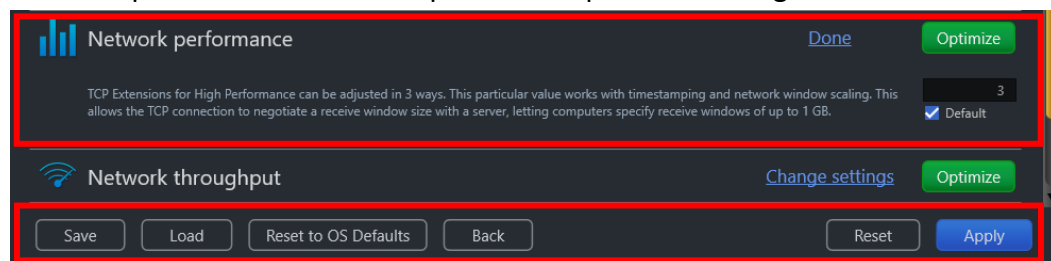 Network performance Done Optimize
TCP Extensions for High Performance can be adjusted in 3 ways. This particular value works with timestamping and network window scaling. This
allows the TCP connection to negotiate a receive window size with a server, letting computers specify receive windows of up to 1 GB.
3
Default
Network throughput Change settings Optimize
Save Load Reset to OS Defaults Back Reset Apply